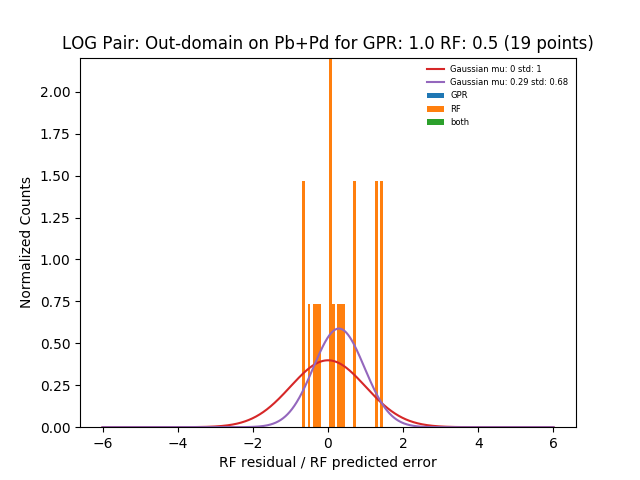 LOG Pair: Out-domain on Pb+Pd for GPR: 1.0 RF: 0.5 (19 points)
Gaussian mu: 0 std: 1
Gaussian mu: 0.29 std: 0.68
GPR
RF
both
2.00
1.75
1.50
1.25
1.00
0.75
0.50
0.25
0.00
Normalized Counts
−6 −4 −2 0 2 4 6
RF residual / RF predicted error